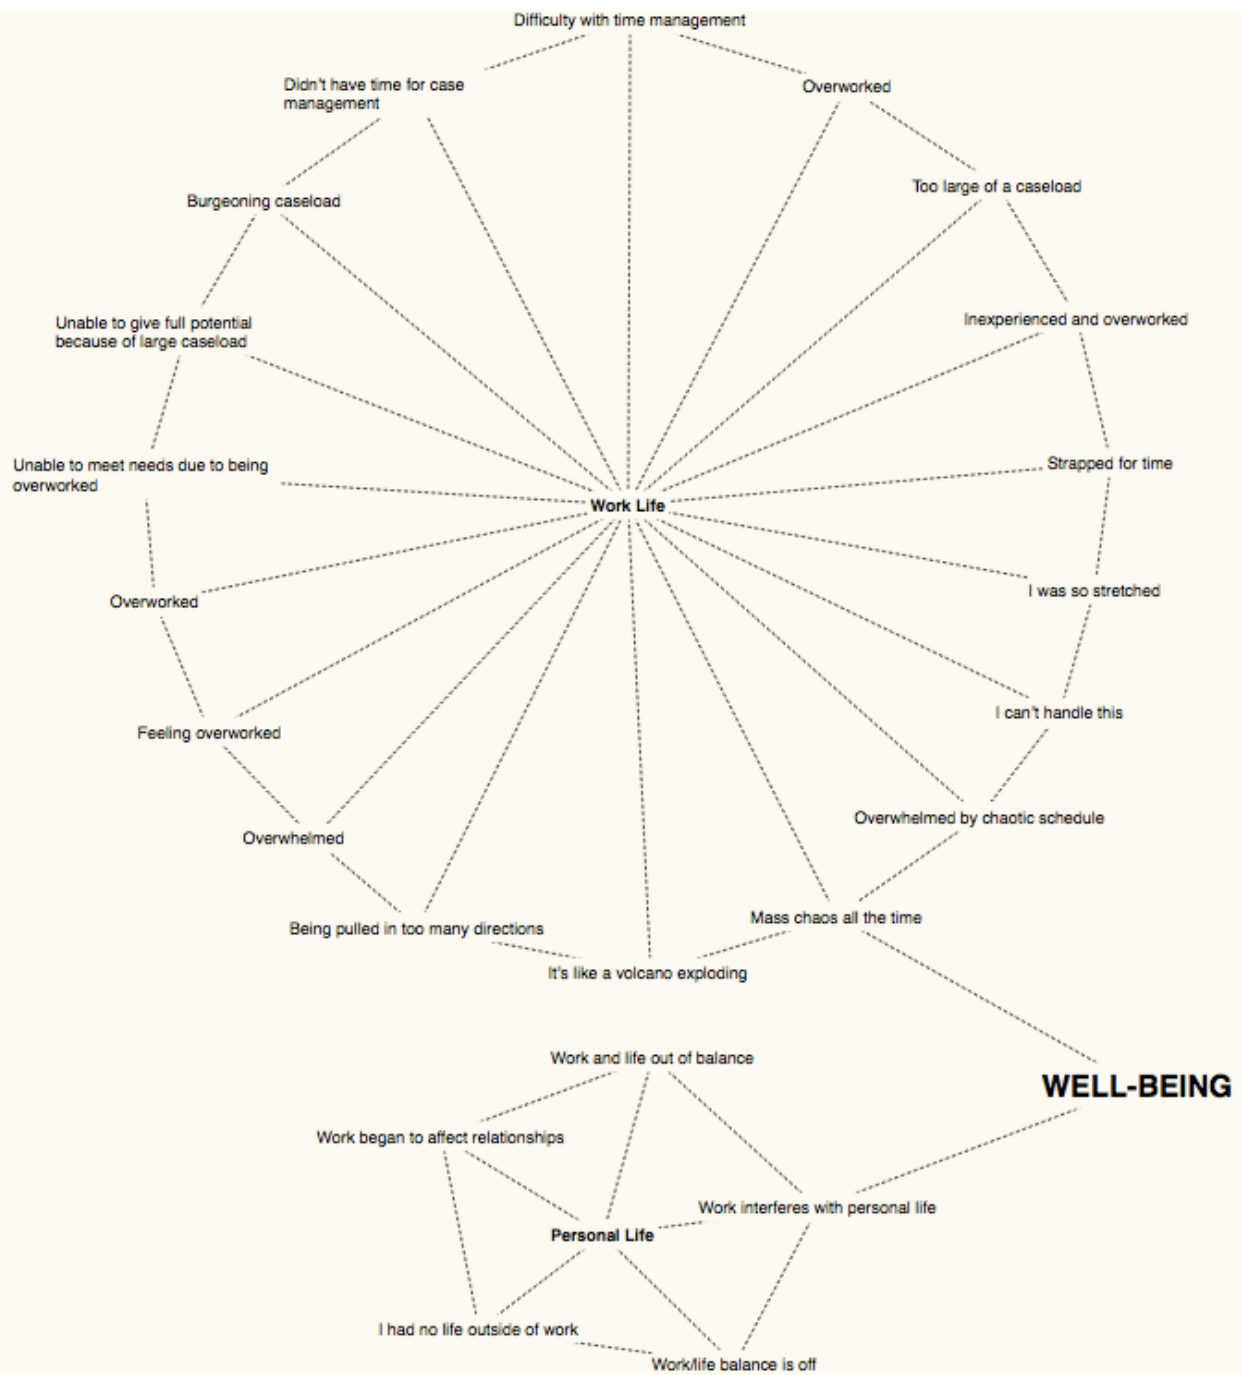 Difficulty with time management
Didn't have time for case
management
Overworked
Burgeoning caseload
Too large of a caseload
Unable to give full potential
because of large caseload
Inexperienced and overworked
Unable to meet needs due to being
overworked
Strapped for time
Work Life
Overworked
I was so stretched
Feeling overworked
I can't handle this
Overwhelmed
Overwhelmed by chaotic schedule
Being pulled in too many directions
Mass chaos all the time
It's like a volcano exploding
Work and life out of balance
WELL-BEING
Work began to affect relationships
Work interferes with personal life
Personal Life
I had no life outside of work
Work/life balance is off